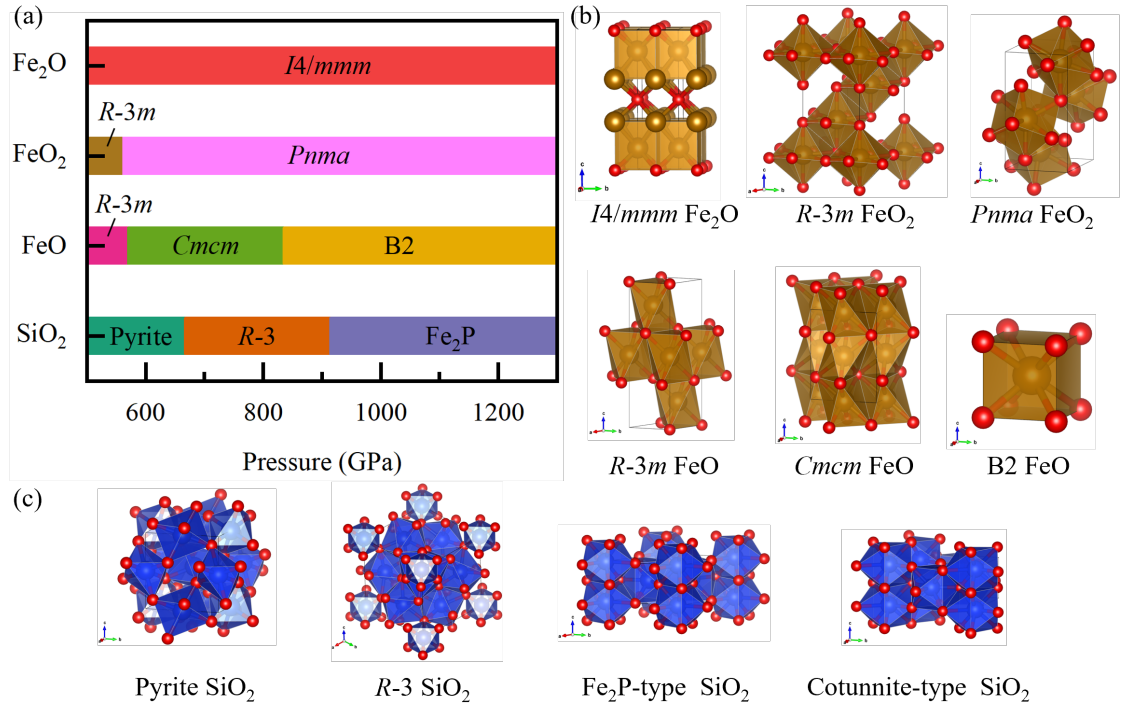 (a)
Fe₂O
I4/mmm
R-3m
FeO₂
Pnma
R-3m
FeO
Cmcm
B2
SiO₂
Pyrite
R-3
Fe₂P
600 800 1000 1200
Pressure (GPa)
(b)
c
b
I4/mmm Fe₂O
c
a b
R-3m FeO₂
c
b
Pnma FeO₂
c
a b
R-3m FeO
c
b
Cmcm FeO
c
b
B2 FeO
(c)
c
b
Pyrite SiO₂
c
a b
R-3 SiO₂
c
b
Fe₂P-type SiO₂
c
b
Cotunnite-type SiO₂